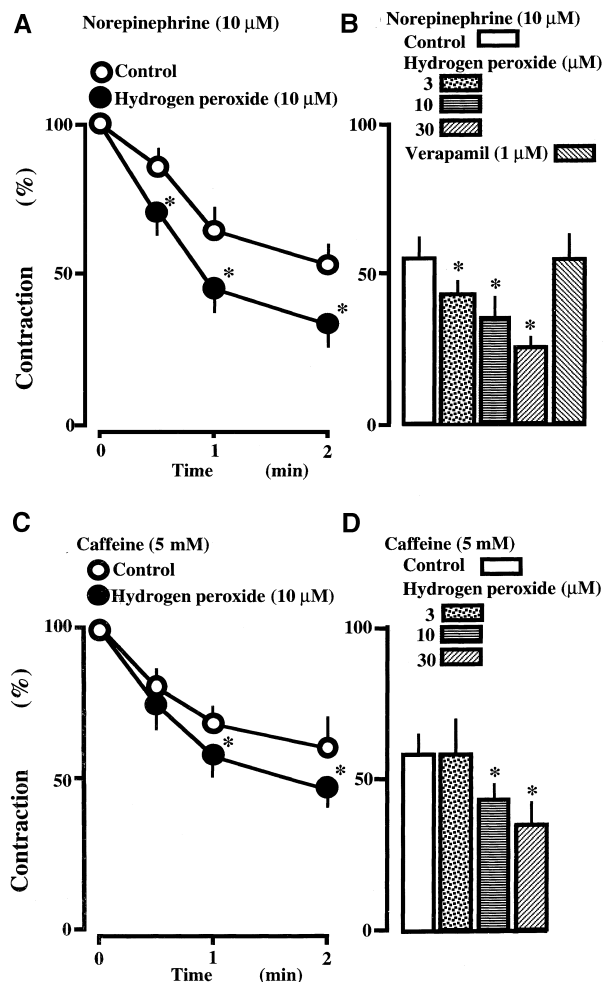 A
Norepinephrine (10 μM)
Control
Hydrogen peroxide (10 μM)
100
50
0
Contraction (%)
0 1 2
Time (min)
*
*
*
B
Norepinephrine (10 μM)
Control
Hydrogen peroxide (μM)
3
10
30
Verapamil (1 μM)
100
50
0
*
*
*
C
Caffeine (5 mM)
Control
Hydrogen peroxide (10 μM)
100
50
0
Contraction (%)
0 1 2
Time (min)
*
*
D
Caffeine (5 mM)
Control
Hydrogen peroxide (μM)
3
10
30
100
50
0
*
*